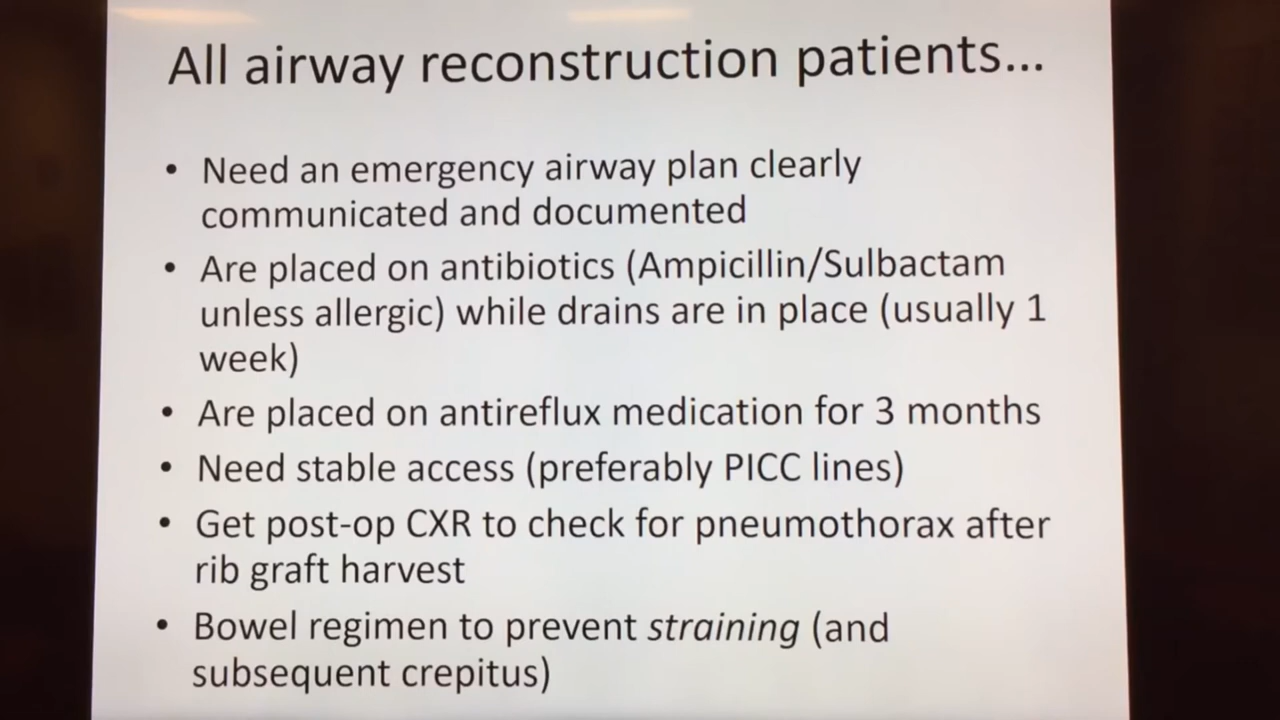 All airway reconstruction patients...
• Need an emergency airway plan clearly
communicated and documented
• Are placed on antibiotics (Ampicillin/Sulbactam
unless allergic) while drains are in place (usually 1
week)
• Are placed on antireflux medication for 3 months
• Need stable access (preferably PICC lines)
• Get post-op CXR to check for pneumothorax after
rib graft harvest
• Bowel regimen to prevent straining (and
subsequent crepitus)